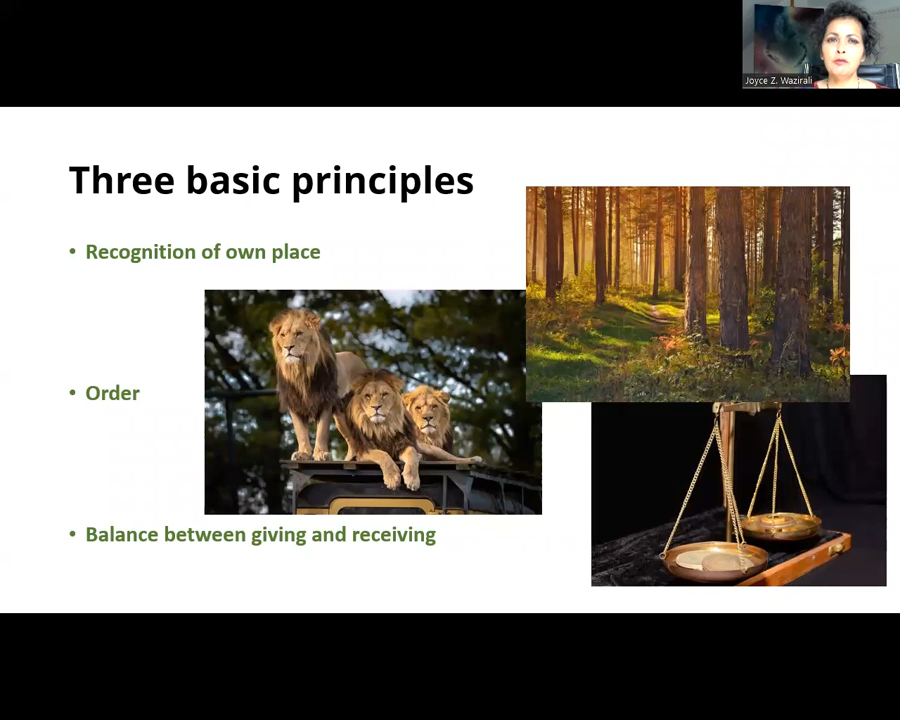 Joyce Z. Wazirali
Three basic principles
• Recognition of own place
• Order
• Balance between giving and receiving